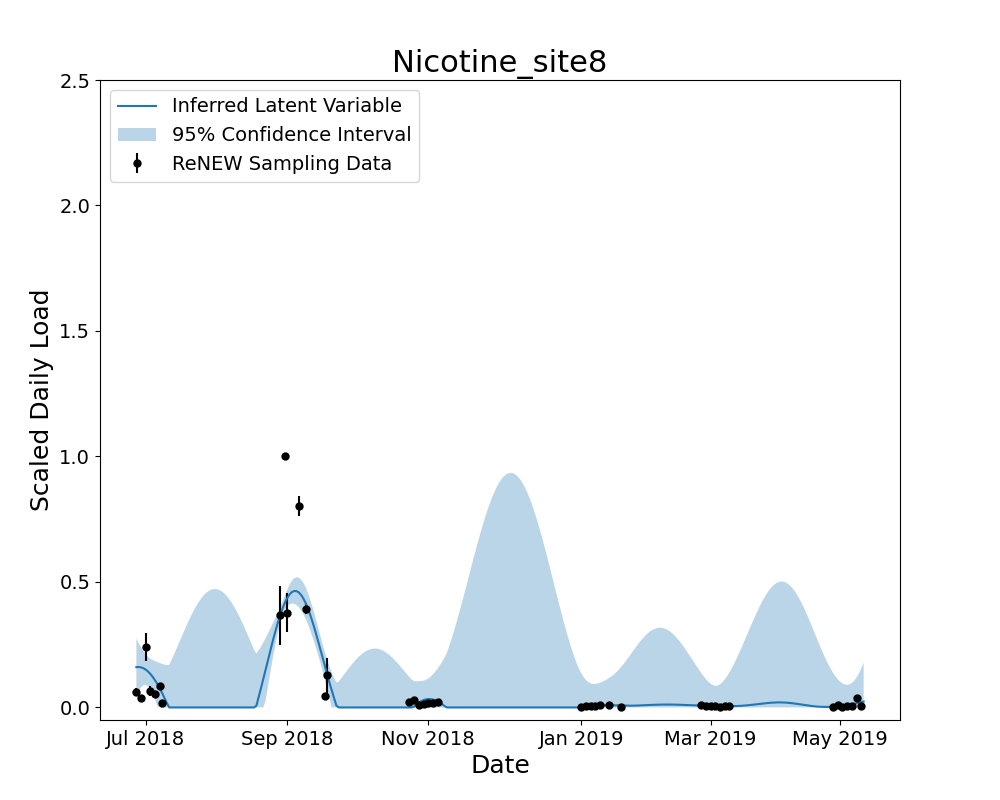 Nicotine_site8
2.5
2.0
1.5
1.0
0.5
0.0
Scaled Daily Load
Inferred Latent Variable
95% Confidence Interval
ReNEW Sampling Data
Jul 2018
Sep 2018
Nov 2018
Jan 2019
Mar 2019
May 2019
Date